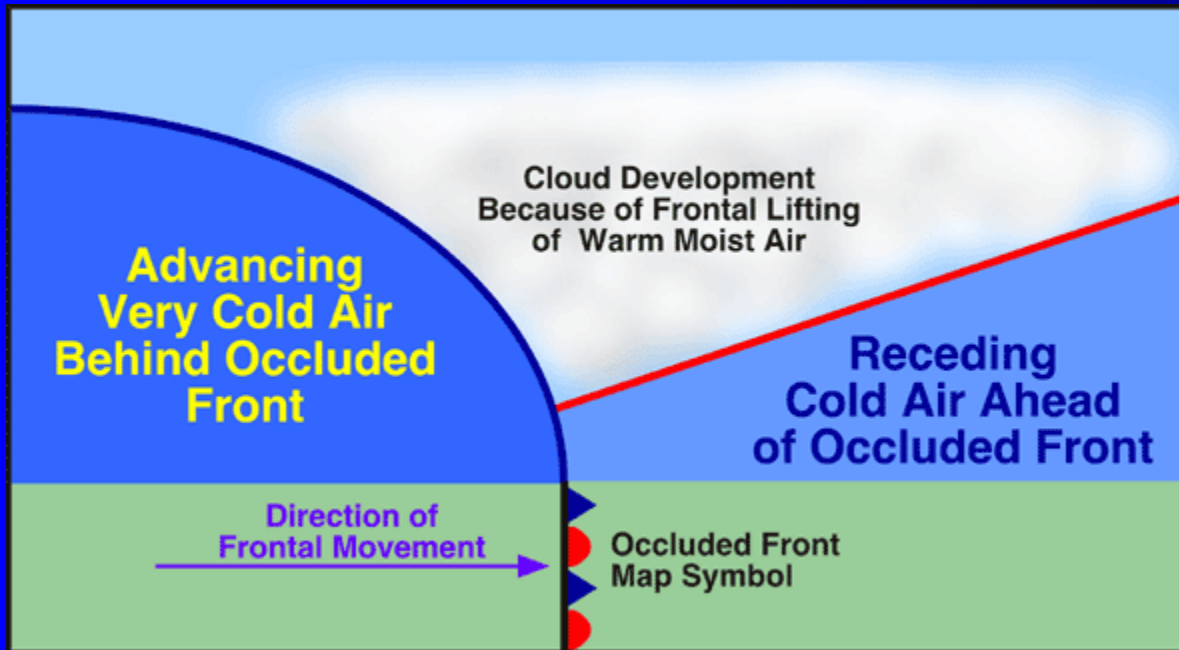 Cloud Development
Because of Frontal Lifting
of Warm Moist Air
Advancing
Very Cold Air
Behind Occluded
Front
Receding
Cold Air Ahead
of Occluded Front
Direction of
Frontal Movement
Occluded Front
Map Symbol